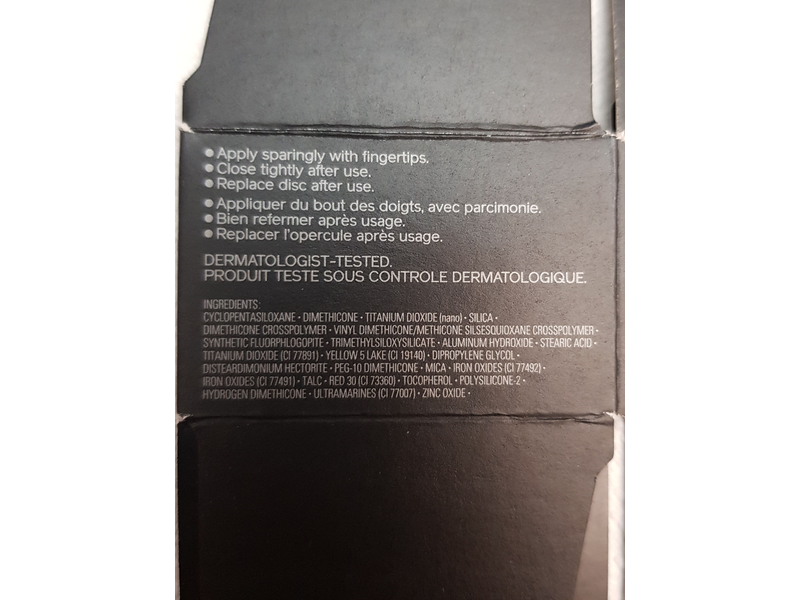 • Apply sparingly with fingertips.
• Close tightly after use.
• Replace disc after use.
• Appliquer du bout des doigts, avec parcimonie.
• Bien refermer après usage.
• Replacer l'opercule après usage.
DERMATOLOGIST-TESTED.
PRODUIT TESTE SOUS CONTROLE DERMATOLOGIQUE.
INGREDIENTS:
CYCLOPENTASILOXANE • DIMETHICONE • TITANIUM DIOXIDE (nano) • SILICA •
DIMETHICONE CROSSPOLYMER • VINYL DIMETHICONE/METHICONE SILSESQUIOXANE CROSSPOLYMER •
SYNTHETIC FLUORPHLOGOPITE • TRIMETHYLSILOXYSILICATE • ALUMINUM HYDROXIDE • STEARIC ACID •
TITANIUM DIOXIDE (CI 77891) • YELLOW 5 LAKE (CI 19140) • DIPROPYLENE GLYCOL •
DISTEARDIMONIUM HECTORITE • PEG-10 DIMETHICONE • MICA • IRON OXIDES (CI 77492) •
IRON OXIDES (CI 77491) • TALC • RED 30 (CI 73360) • TOCOPHEROL • POLYSILICONE-2 •
HYDROGEN DIMETHICONE • ULTRAMARINES (CI 77007) • ZINC OXIDE •